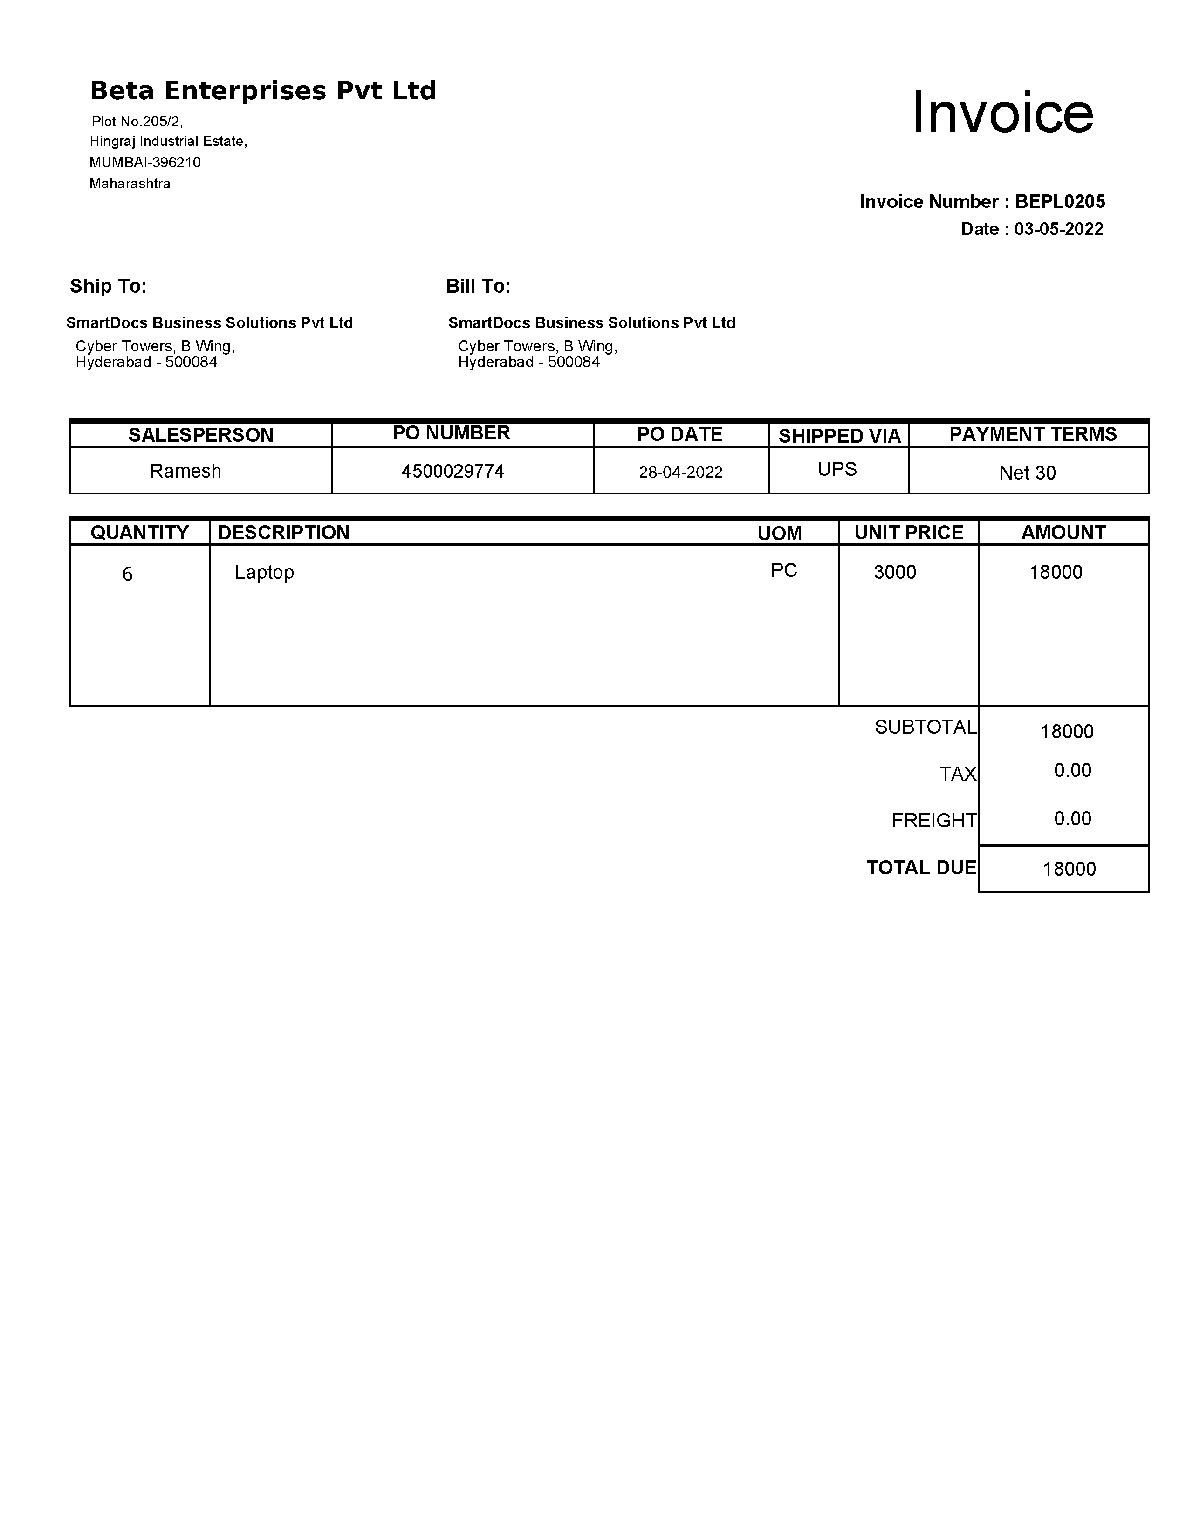 Beta Enterprises Pvt Ltd
Invoice
Plot No.205/2,
Hingraj Industrial Estate,
MUMBAI-396210
Maharashtra
Invoice Number : BEPL0205
Date : 03-05-2022
Ship To:
SmartDocs Business Solutions Pvt Ltd
Cyber Towers, B Wing,
Hyderabad - 500084
Bill To:
SmartDocs Business Solutions Pvt Ltd
Cyber Towers, B Wing,
Hyderabad - 500084
SALESPERSON PO NUMBER PO DATE SHIPPED VIA PAYMENT TERMS
Ramesh 4500029774 28-04-2022 UPS Net 30
QUANTITY DESCRIPTION UOM UNIT PRICE AMOUNT
6 Laptop PC 3000 18000
SUBTOTAL 18000
TAX 0.00
FREIGHT 0.00
TOTAL DUE 18000